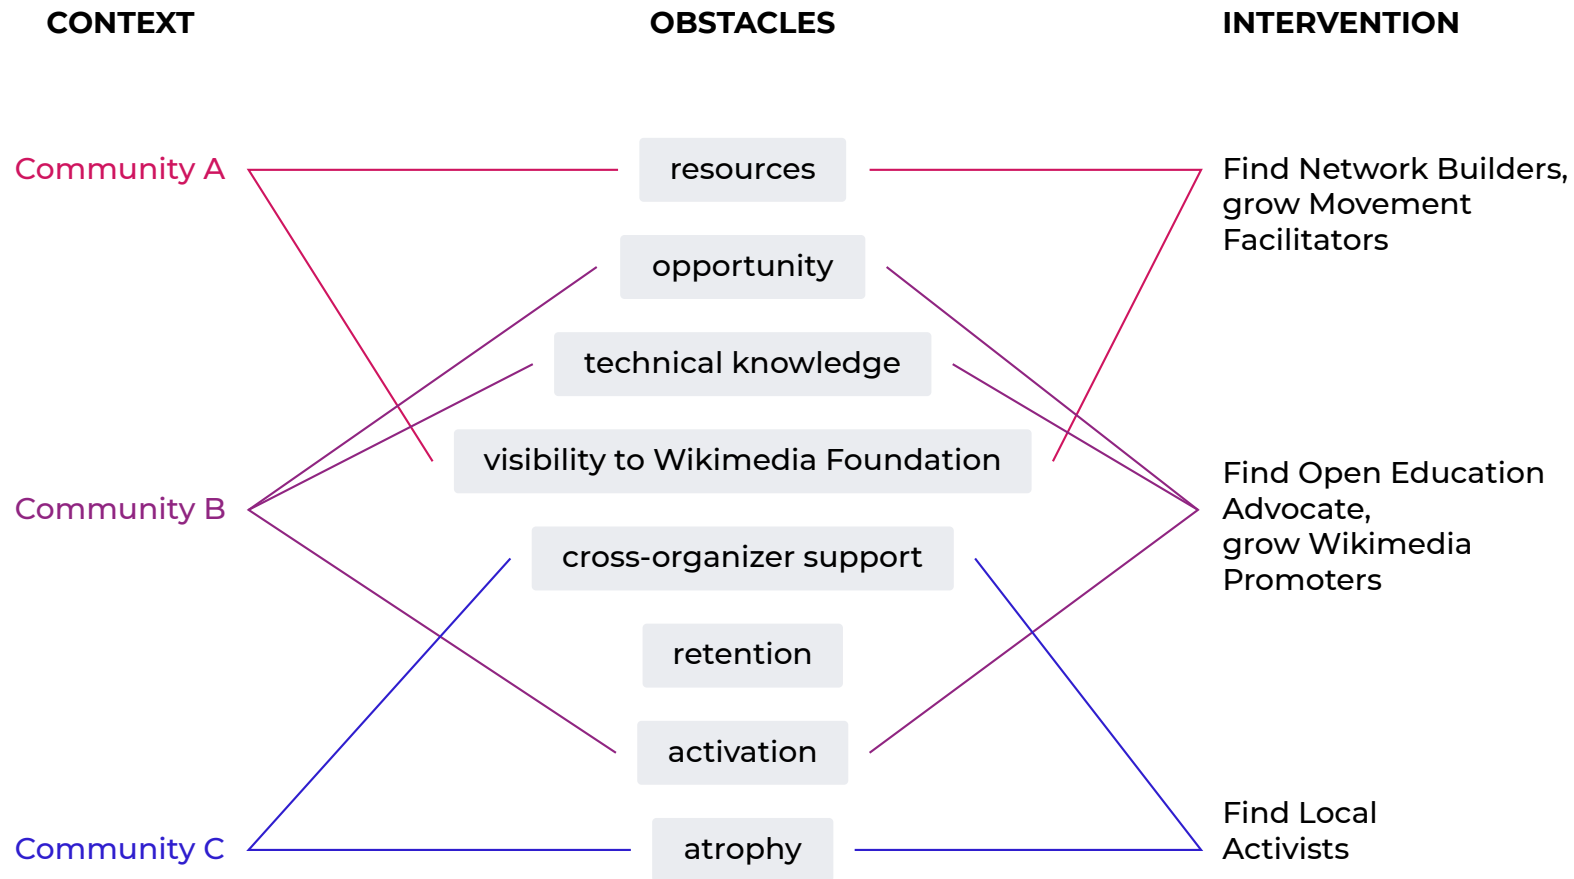 CONTEXT
OBSTACLES
INTERVENTION
Community A
resources
Find Network Builders,
grow Movement
Facilitators
opportunity
technical knowledge
visibility to Wikimedia Foundation
Community B
Find Open Education
Advocate,
grow Wikimedia
Promoters
cross-organizer support
retention
activation
Community C
atrophy
Find Local
Activists